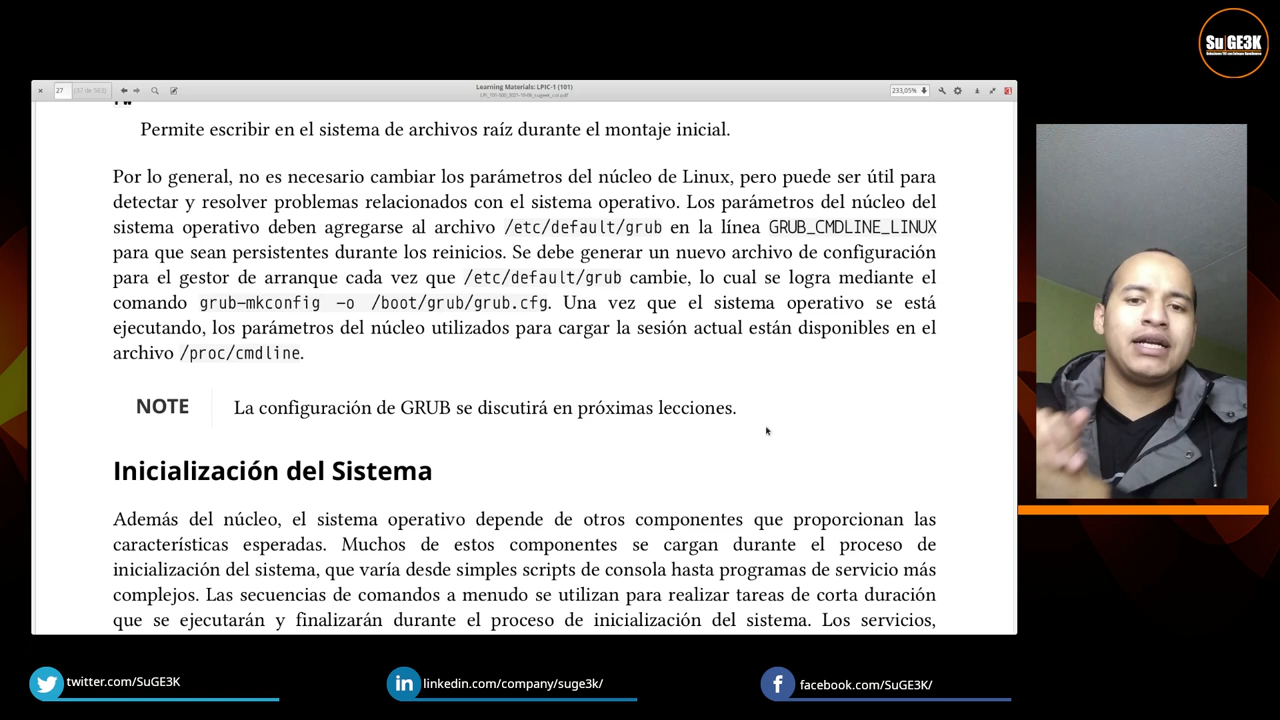 Su GE3K
27 (37 de 563)
Learning Materials: LPIC-1 (101)
233,05%
rw
Permite escribir en el sistema de archivos raíz durante el montaje inicial.
Por lo general, no es necesario cambiar los parámetros del núcleo de Linux, pero puede ser útil para
detectar y resolver problemas relacionados con el sistema operativo. Los parámetros del núcleo del
sistema operativo deben agregarse al archivo /etc/default/grub en la línea GRUB_CMDLINE_LINUX
para que sean persistentes durante los reinicios. Se debe generar un nuevo archivo de configuración
para el gestor de arranque cada vez que /etc/default/grub cambie, lo cual se logra mediante el
comando grub-mkconfig -o /boot/grub/grub.cfg. Una vez que el sistema operativo se está
ejecutando, los parámetros del núcleo utilizados para cargar la sesión actual están disponibles en el
archivo /proc/cmdline.
NOTE La configuración de GRUB se discutirá en próximas lecciones.
Inicialización del Sistema
Además del núcleo, el sistema operativo depende de otros componentes que proporcionan las
características esperadas. Muchos de estos componentes se cargan durante el proceso de
inicialización del sistema, que varía desde simples scripts de consola hasta programas de servicio más
complejos. Las secuencias de comandos a menudo se utilizan para realizar tareas de corta duración
que se ejecutarán y finalizarán durante el proceso de inicialización del sistema. Los servicios,
twitter.com/SuGE3K
linkedin.com/company/suge3k/
facebook.com/SuGE3K/